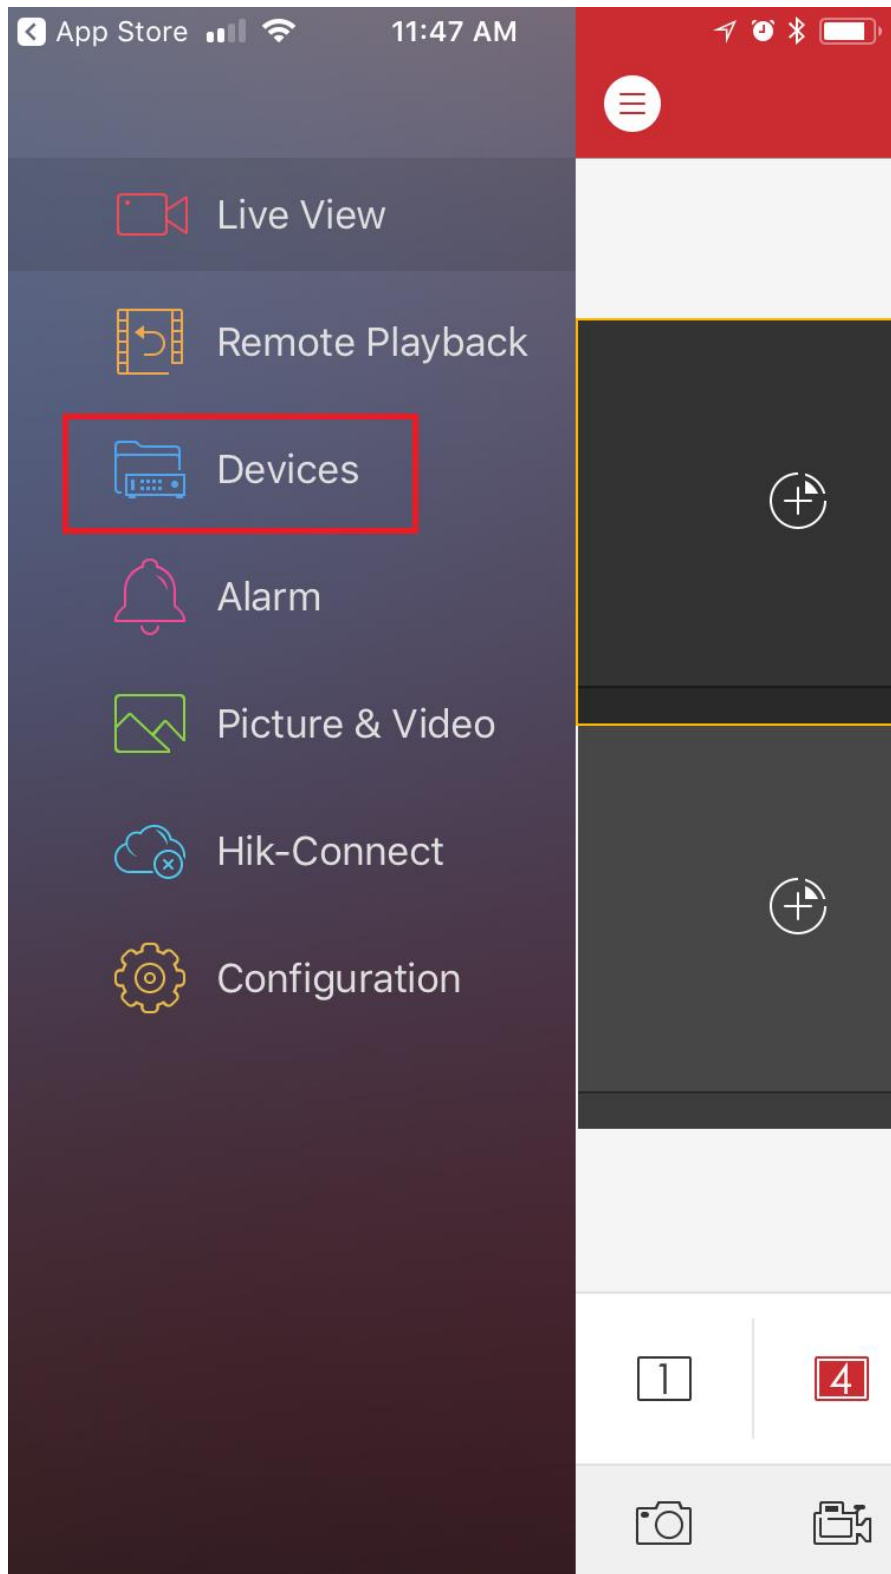 App Store
11:47 AM
Live View
Remote Playback
Devices
Alarm
Picture & Video
Hik-Connect
Configuration
1
4